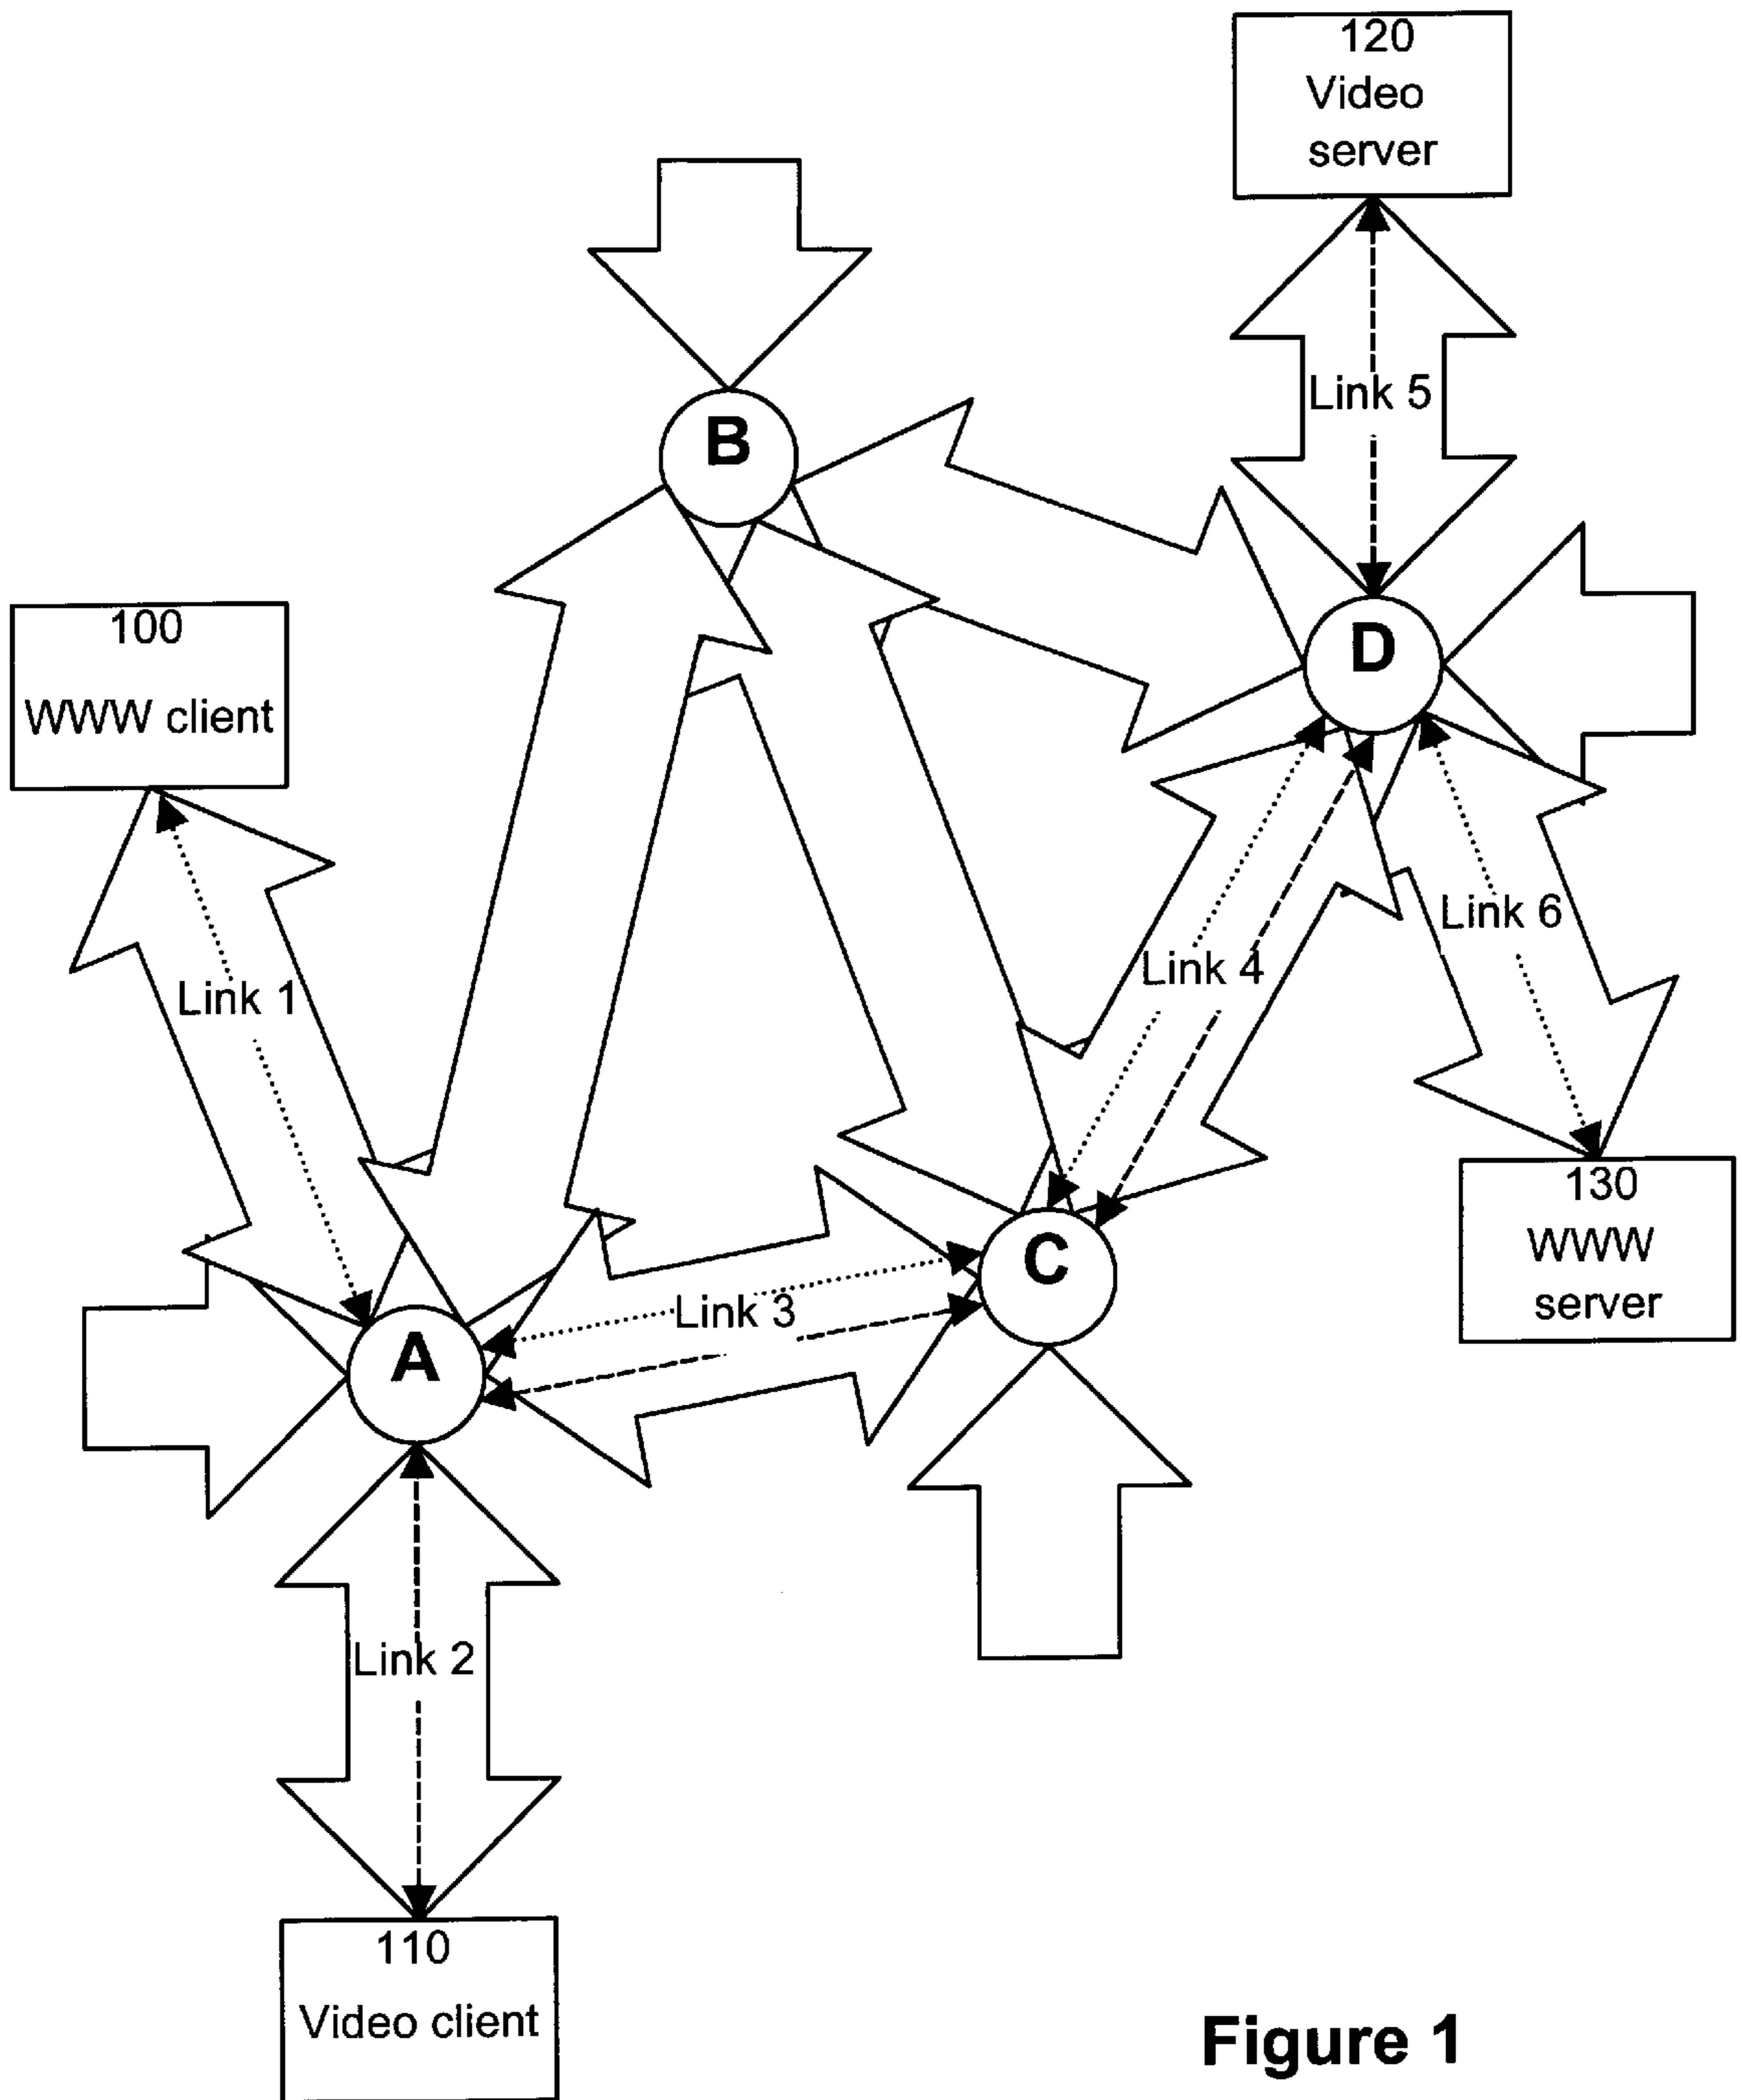 120
Video
server
B
Link 5
100
WWW client
D
Link 6
Link 4
Link 1
130
WWW
server
C
Link 3
A
Link 2
110
Video client
Figure 1